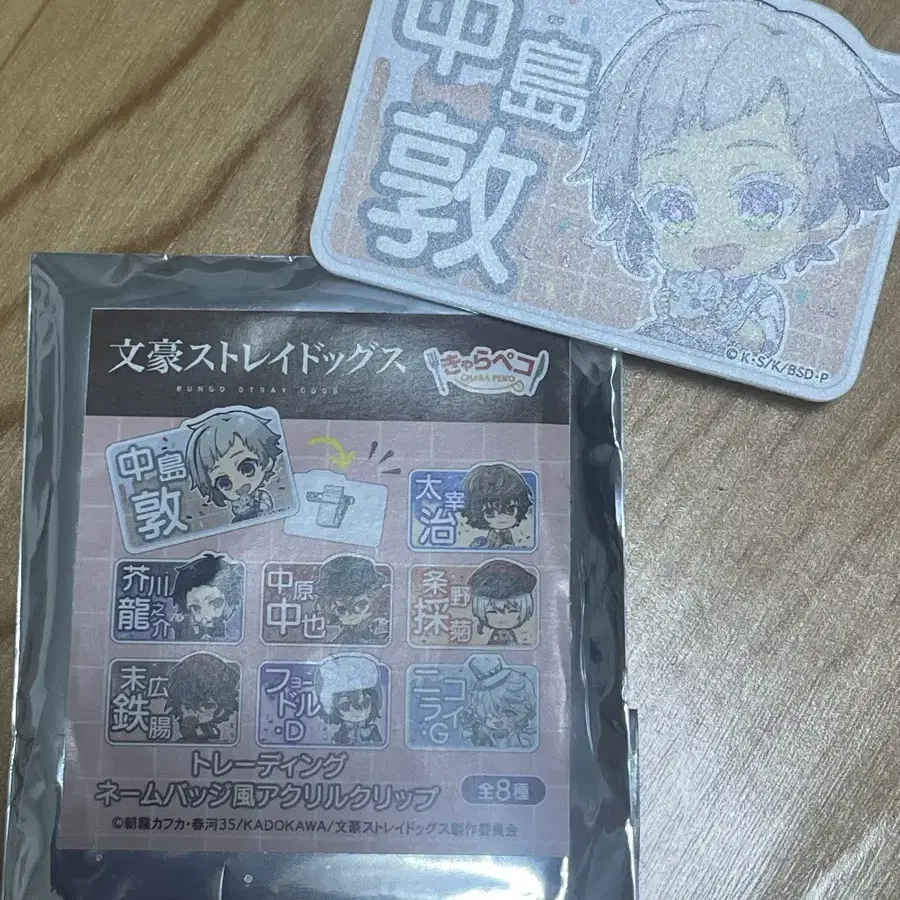 中島
敦
© K・S/K/BSD・P
文豪ストレイドッグス
BUNGO STRAY DOGS
きゃらペコ
CHARA PEKO
中島
敦
太宰
治
芥川
龍之介
中原
中也
条野
採菊
末広
鉄腸
フョードル・D
ニコライ・G
トレーディング
ネームバッジ風アクリルクリップ
全8種
©朝霧カフカ・春河35/KADOKAWA/文豪ストレイドッグス製作委員会